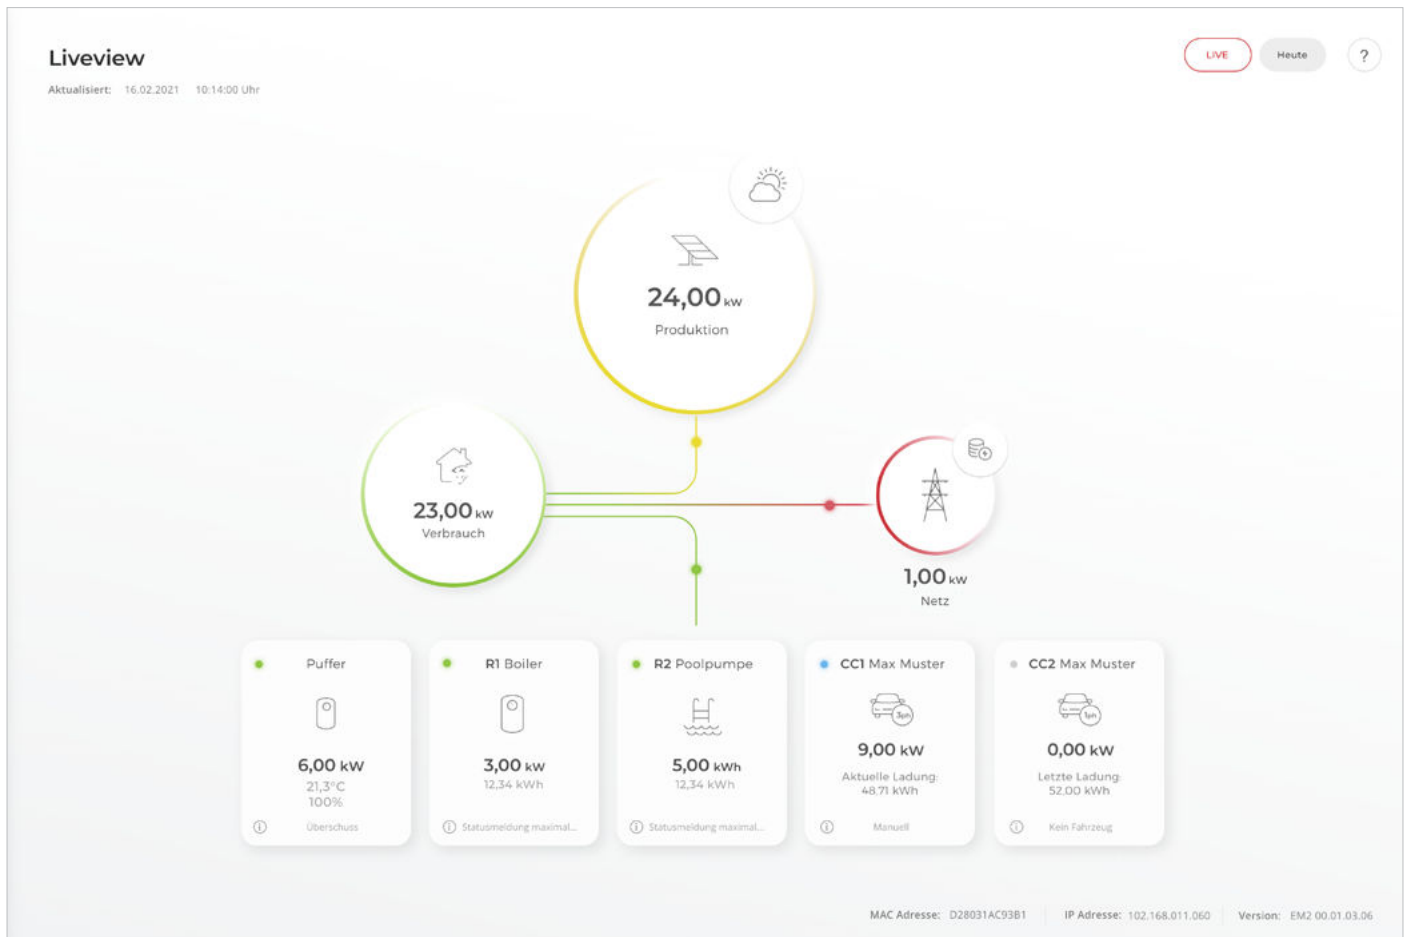 Liveview
LIVE
Heute
?
Aktualisiert: 16.02.2021 10:14:00 Uhr
24,00 kW
Produktion
23,00 kW
Verbrauch
1,00 kW
Netz
Puffer
6,00 kW
21,3°C
100%
Überschuss
R1 Boiler
3,00 kW
12,34 kWh
Statusmeldung maximal...
R2 Poolpumpe
5,00 kWh
12,34 kWh
Statusmeldung maximal...
CC1 Max Muster
3ph
9,00 kW
Aktuelle Ladung:
48,71 kWh
Manuell
CC2 Max Muster
1ph
0,00 kW
Letzte Ladung:
52,00 kWh
Kein Fahrzeug
MAC Adresse: D28031AC93B1 IP Adresse: 102.168.011.060 Version: EM2 00.01.03.06